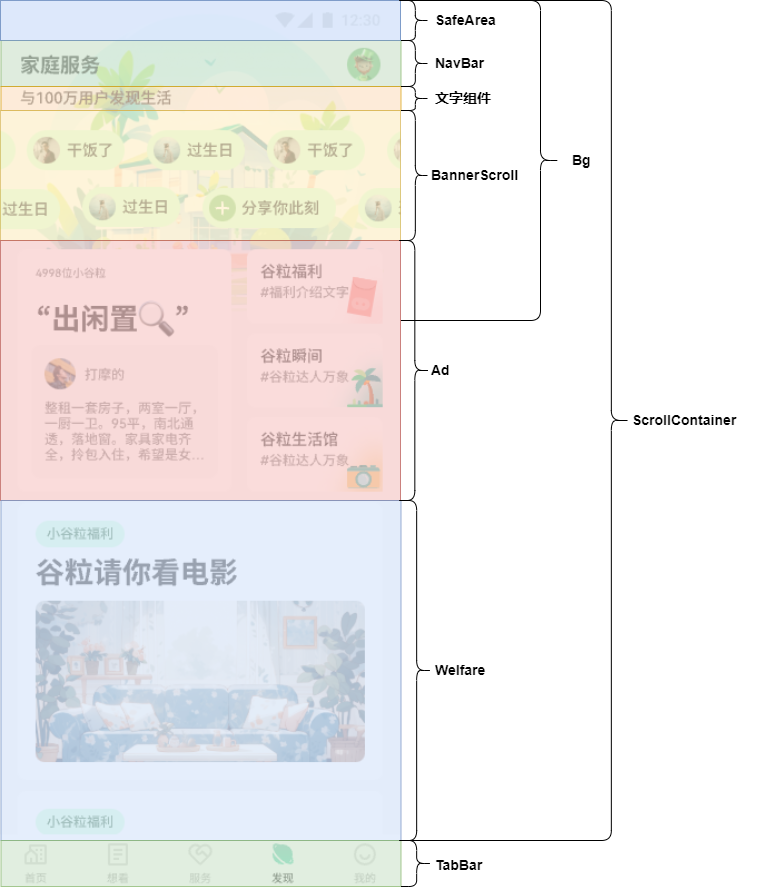 12:30
SafeArea
家庭服务
NavBar
与100万用户发现生活
文字组件
干饭了
过生日
干饭了
BannerScroll
Bg
过生日
过生日
分享你此刻
4998位小谷粒
“出闲置🔍”
打摩的
整租一套房子，两室一厅，
一厨一卫。95平，南北通
透，落地窗。家具家电齐
全，拎包入住，希望是女...
谷粒福利
#福利介绍文字
谷粒瞬间
#谷粒达人万象
谷粒生活馆
#谷粒达人万象
Ad
ScrollContainer
小谷粒福利
谷粒请你看电影
Welfare
小谷粒福利
首页
想看
服务
发现
我的
TabBar